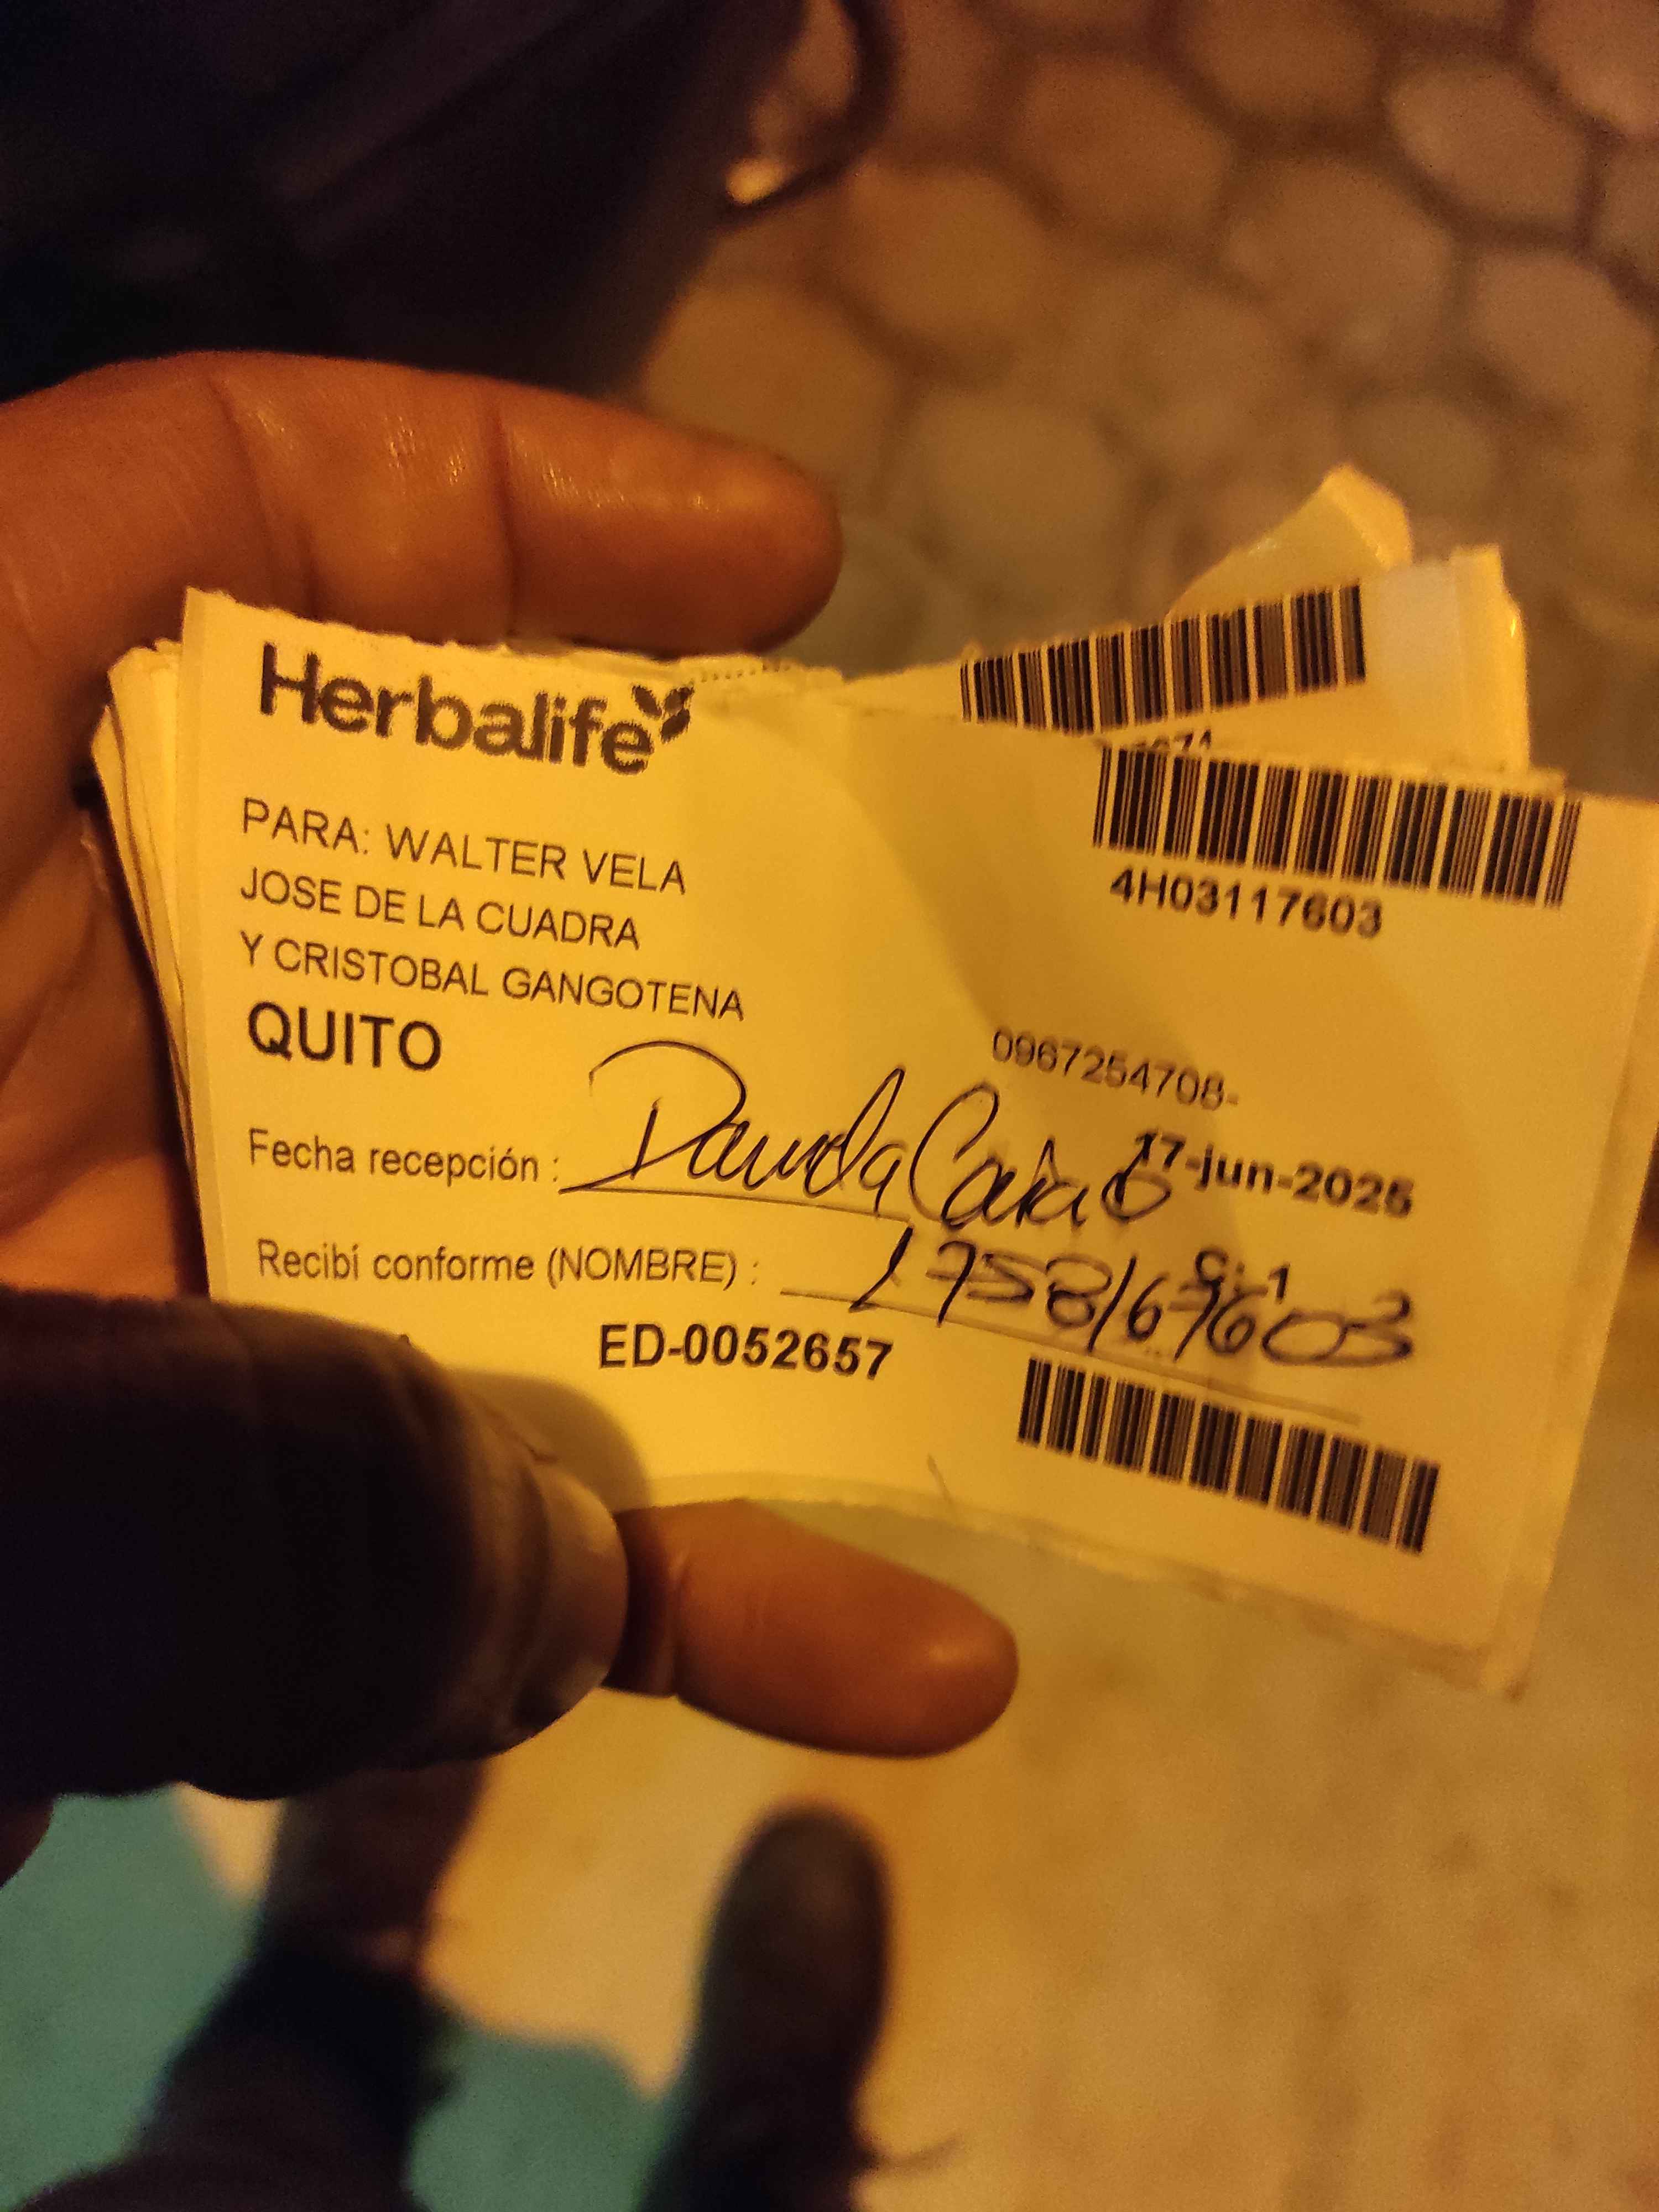 Herbalife
4H03117603
PARA: WALTER VELA
JOSE DE LA CUADRA
Y CRISTOBAL GANGOTENA
QUITO
0967254708-
17-jun-2025
Fecha recepción :
C: 1
Recibí conforme (NOMBRE) :
ED-0052657